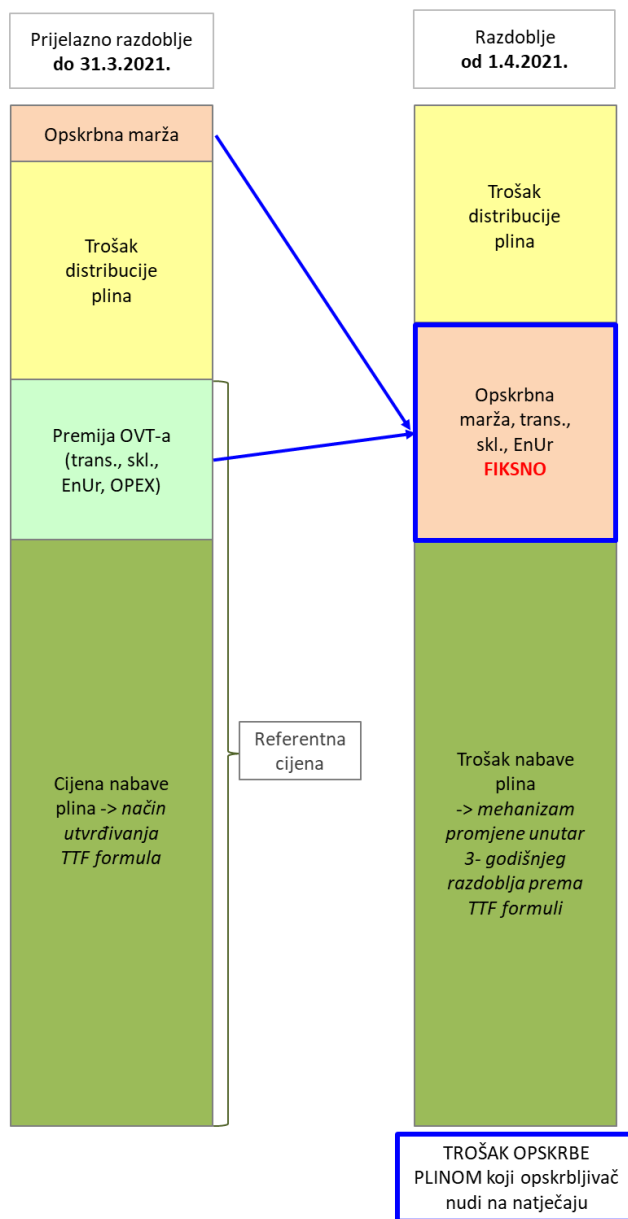 Prijelazno razdoblje
do 31.3.2021.
Opskrbna marža
Trošak
distribucije
plina
Premija OVT-a
(trans., skl.,
EnUr, OPEX)
Cijena nabave
plina -> način
utvrđivanja
TTF formula
Referentna
cijena
Razdoblje
od 1.4.2021.
Trošak
distribucije
plina
Opskrbna
marža, trans.,
skl., EnUr
FIKSNO
Trošak nabave
plina
-> mehanizam
promjene unutar
3- godišnjeg
razdoblja prema
TTF formuli
TROŠAK OPSKRBE
PLINOM koji opskrbljivač
nudi na natječaju